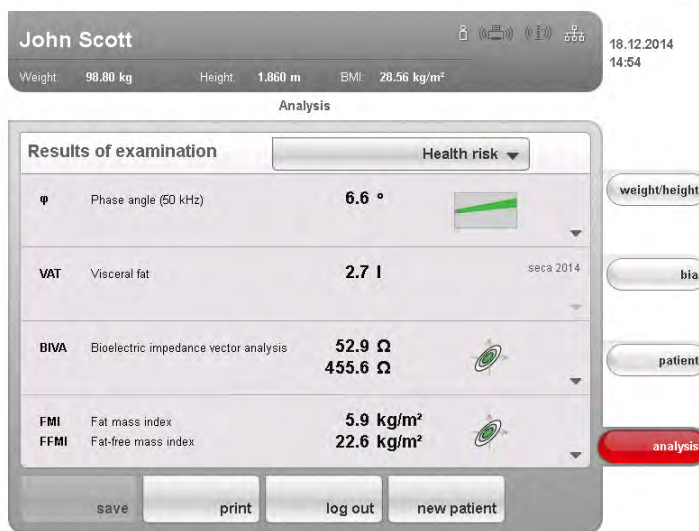 John Scott
Weight: 98.80 kg Height: 1.860 m BMI: 28.56 kg/m²
18.12.2014
14:54
Analysis
Results of examination Health risk
φ Phase angle (50 kHz) 6.6 °
VAT Visceral fat 2.7 l seca 2014
BIVA Bioelectric impedance vector analysis 52.9 Ω
455.6 Ω
FMI Fat mass index 5.9 kg/m²
FFMI Fat-free mass index 22.6 kg/m²
weight/height
bia
patient
analysis
save print log out new patient